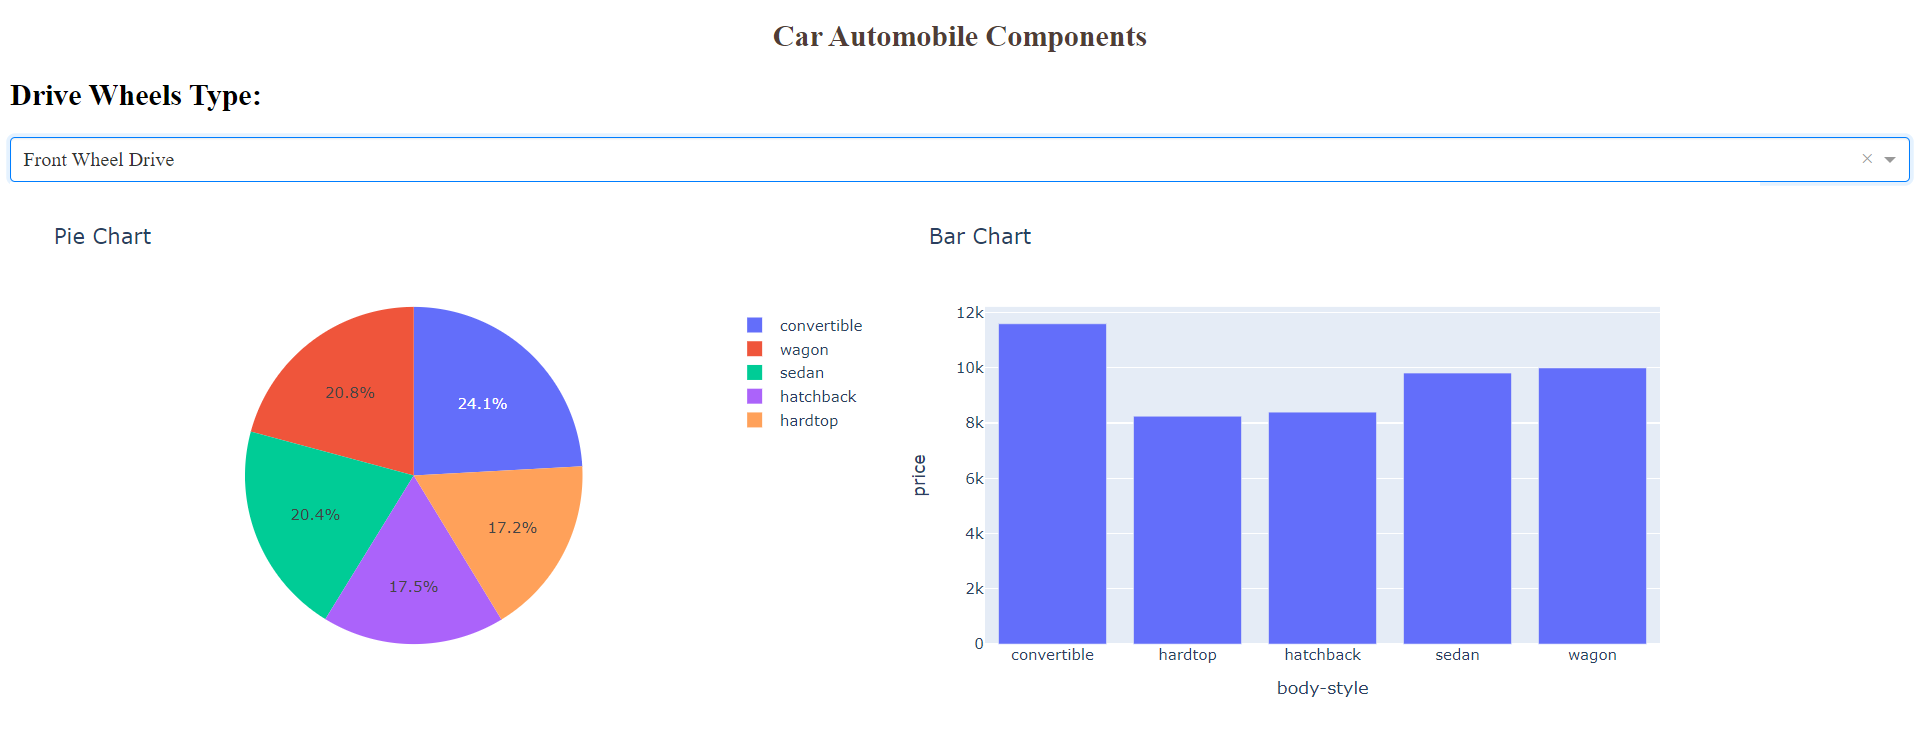 Car Automobile Components
Drive Wheels Type:
Front Wheel Drive
×
Pie Chart
24.1%
20.8%
20.4%
17.5%
17.2%
convertible
wagon
sedan
hatchback
hardtop
Bar Chart
price
12k
10k
8k
6k
4k
2k
0
convertible hardtop hatchback sedan wagon
body-style